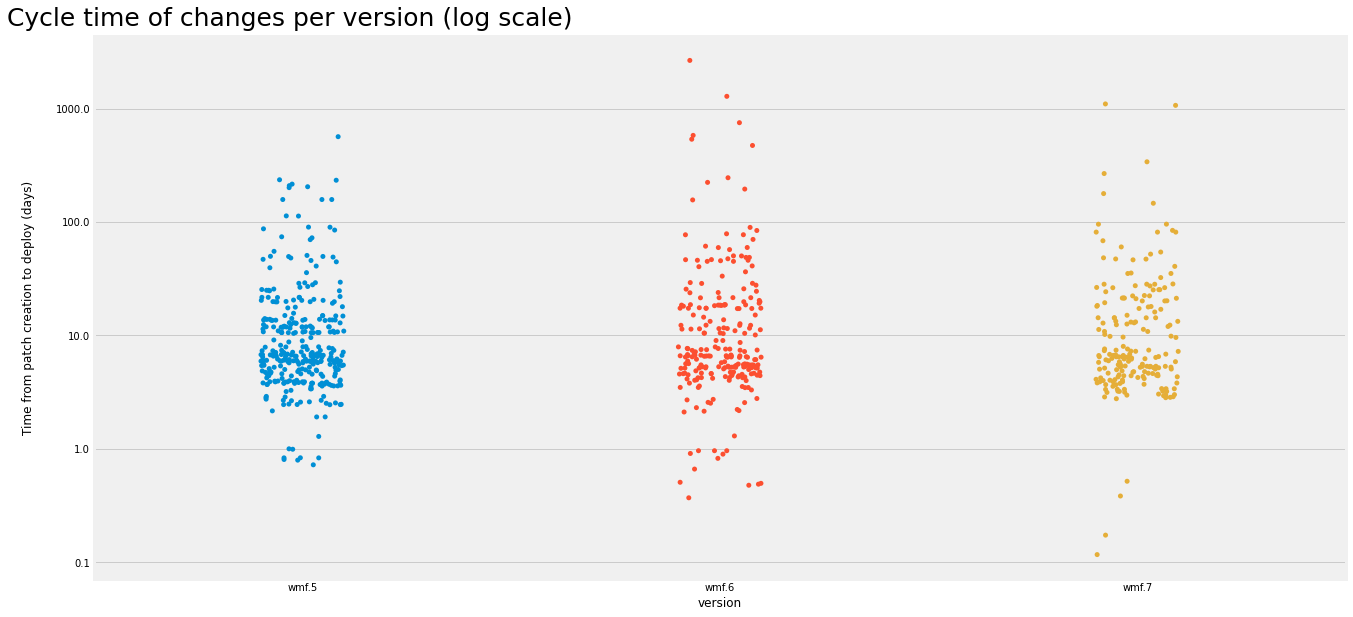 Cycle time of changes per version (log scale)
Time from patch creation to deploy (days)
1000.0
100.0
10.0
1.0
0.1
wmf.5
wmf.6
wmf.7
version